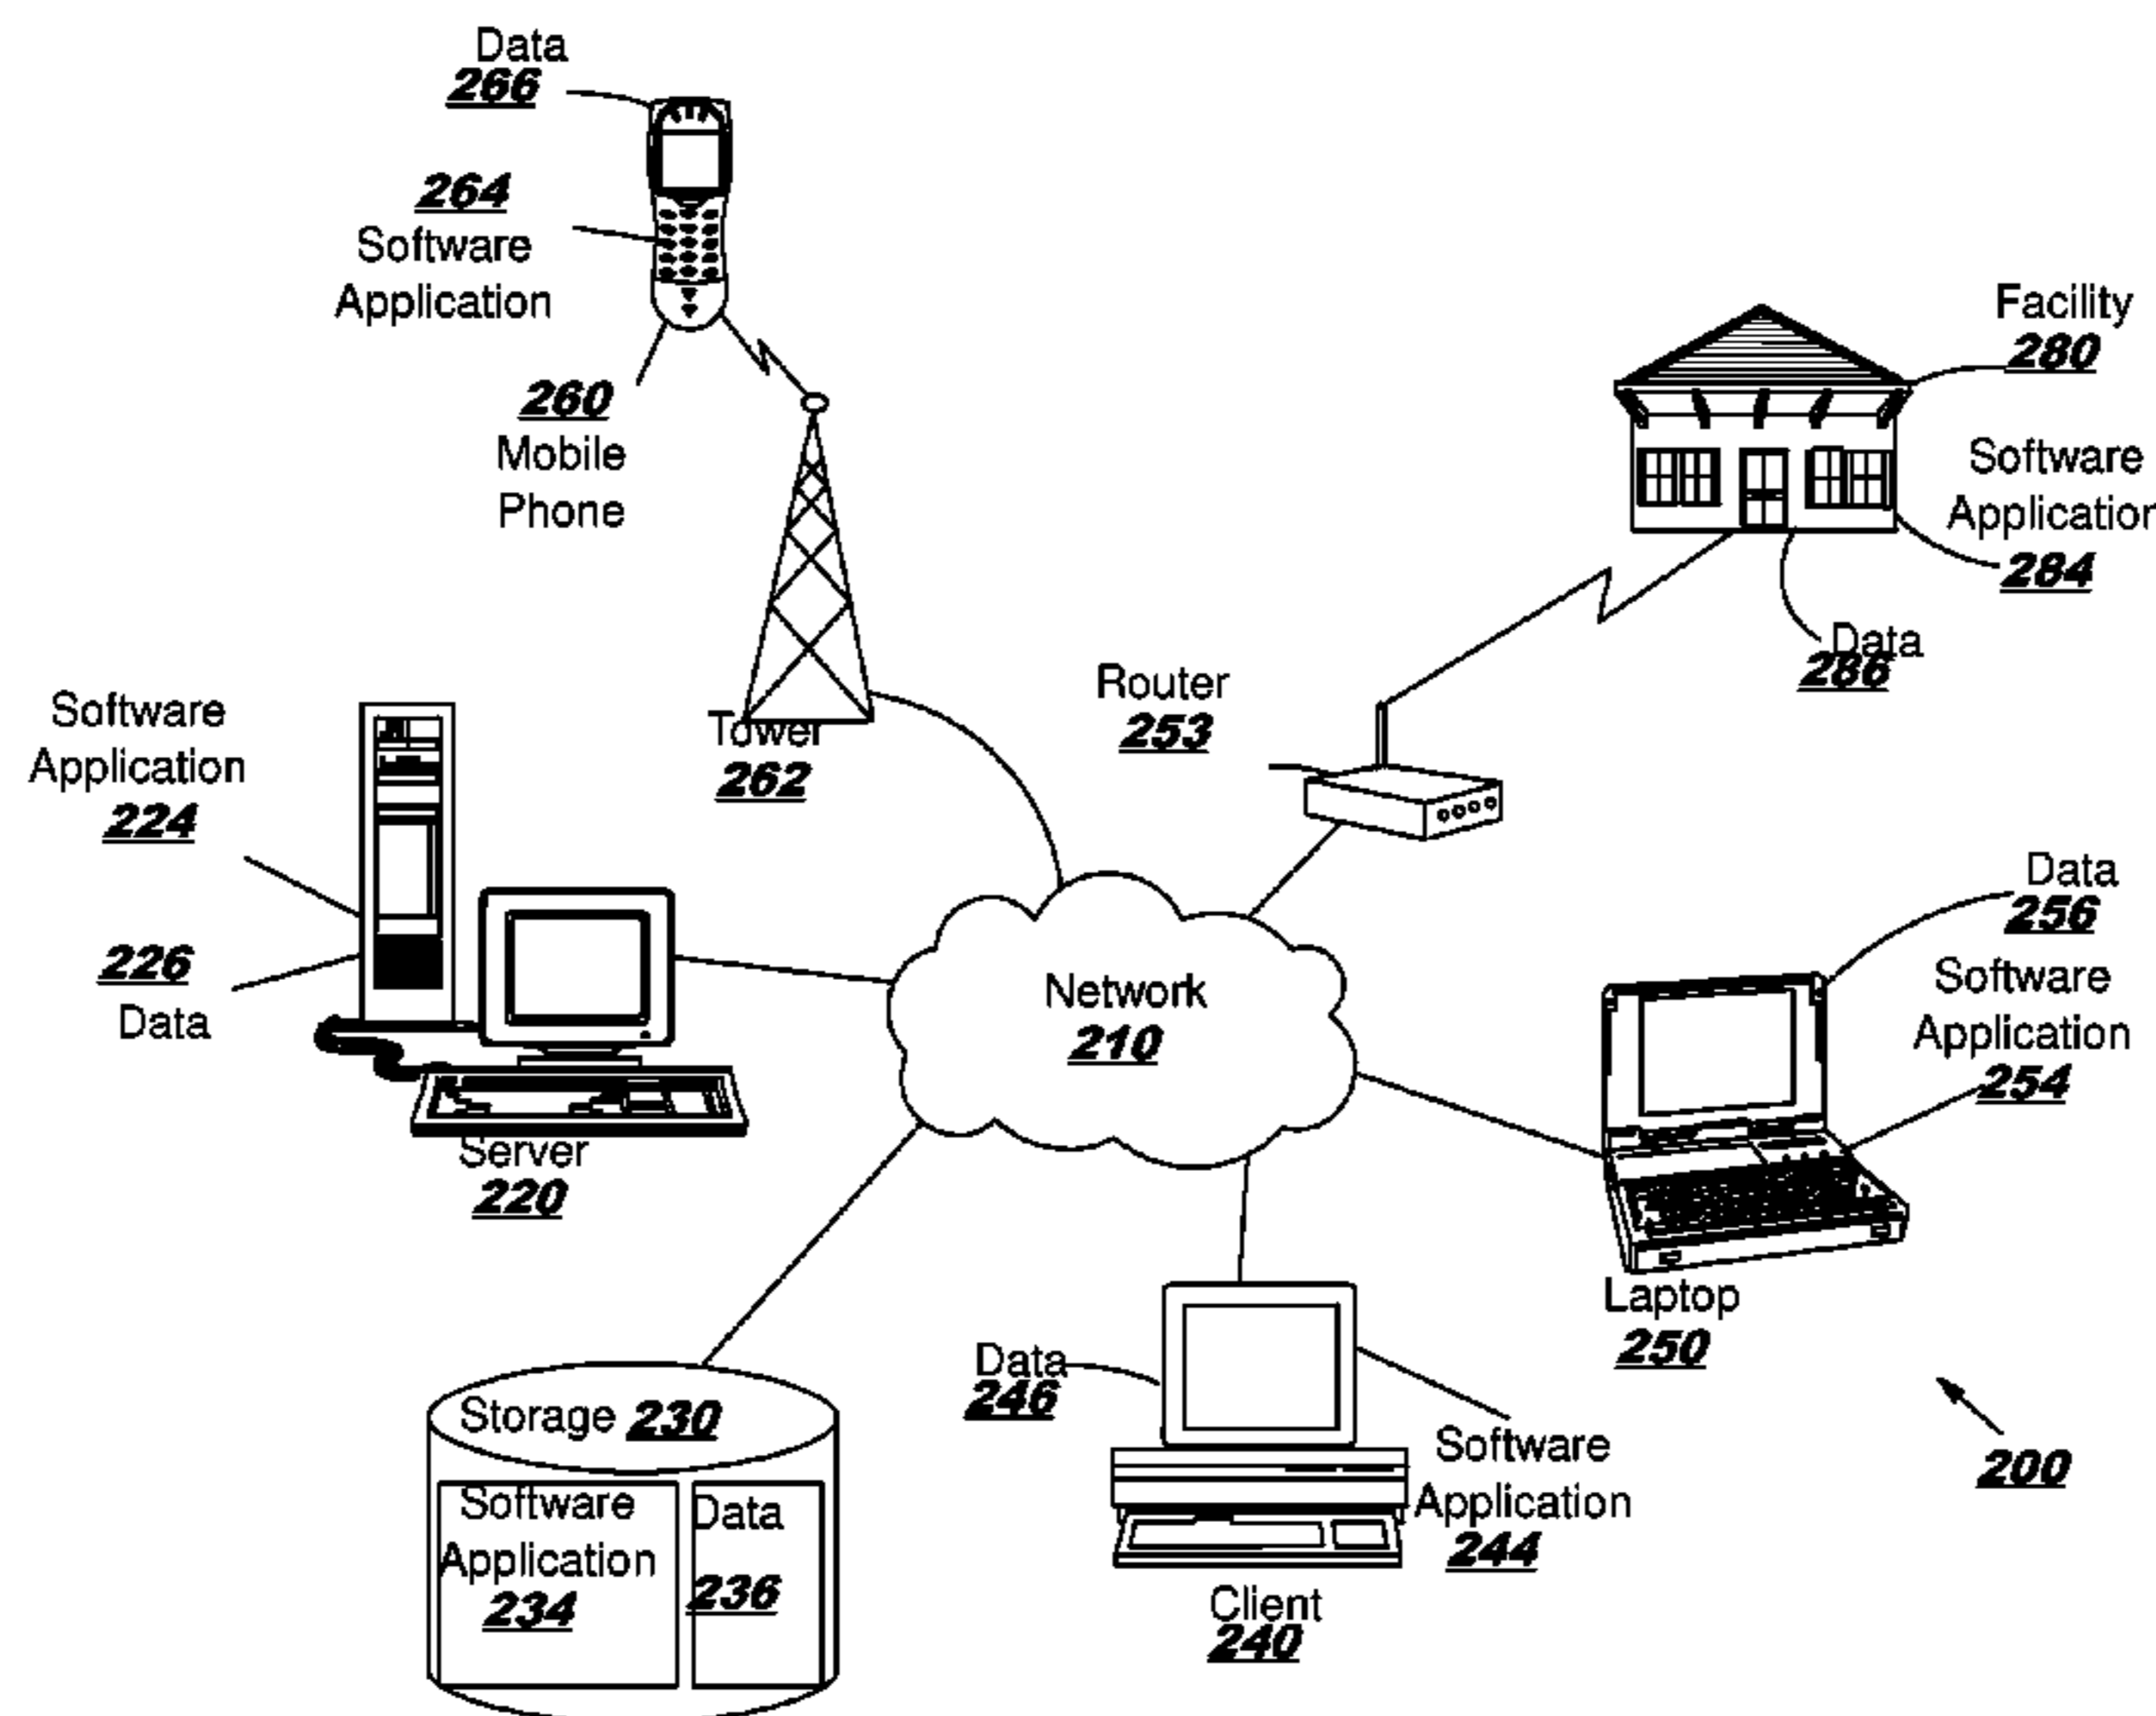 Data
266
264
Software
Application
260
Mobile
Phone
Facility
280
Software
Application
284
Data
286
Router
253
Tower
262
Software
Application
224
226
Data
Server
220
Network
210
Data
256
Software
Application
254
Laptop
250
Storage 230
Software
Application
234
Data
236
Data
246
Software
Application
244
Client
240
200